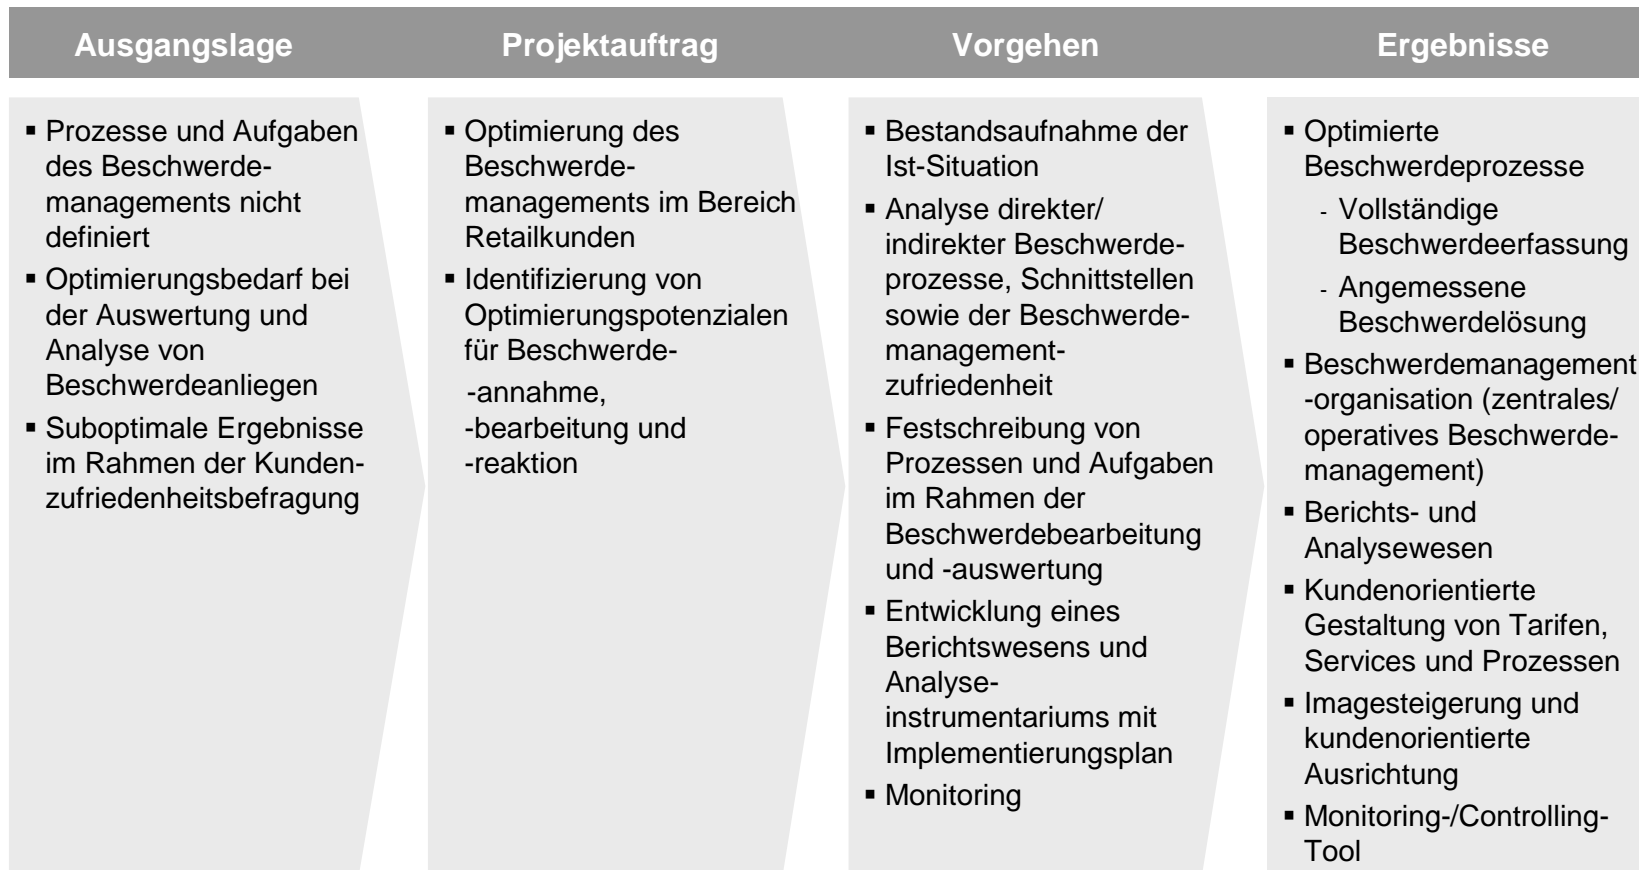 Ausgangslage
Projektauftrag
Vorgehen
Ergebnisse
▪ Prozesse und Aufgaben
des Beschwerde-
managements nicht
definiert
▪ Optimierungsbedarf bei
der Auswertung und
Analyse von
Beschwerdeanliegen
▪ Suboptimale Ergebnisse
im Rahmen der Kunden-
zufriedenheitsbefragung
▪ Optimierung des
Beschwerde-
managements im Bereich
Retailkunden
▪ Identifizierung von
Optimierungspotenzialen
für Beschwerde-
-annahme,
-bearbeitung und
-reaktion
▪ Bestandsaufnahme der
Ist-Situation
▪ Analyse direkter/
indirekter Beschwerde-
prozesse, Schnittstellen
sowie der Beschwerde-
management-
zufriedenheit
▪ Festschreibung von
Prozessen und Aufgaben
im Rahmen der
Beschwerdebearbeitung
und -auswertung
▪ Entwicklung eines
Berichtswesens und
Analyse-
instrumentariums mit
Implementierungsplan
▪ Monitoring
▪ Optimierte
Beschwerdeprozesse
- Vollständige
Beschwerdeerfassung
- Angemessene
Beschwerdelösung
▪ Beschwerdemanagement
-organisation (zentrales/
operatives Beschwerde-
management)
▪ Berichts- und
Analysewesen
▪ Kundenorientierte
Gestaltung von Tarifen,
Services und Prozessen
▪ Imagesteigerung und
kundenorientierte
Ausrichtung
▪ Monitoring-/Controlling-
Tool